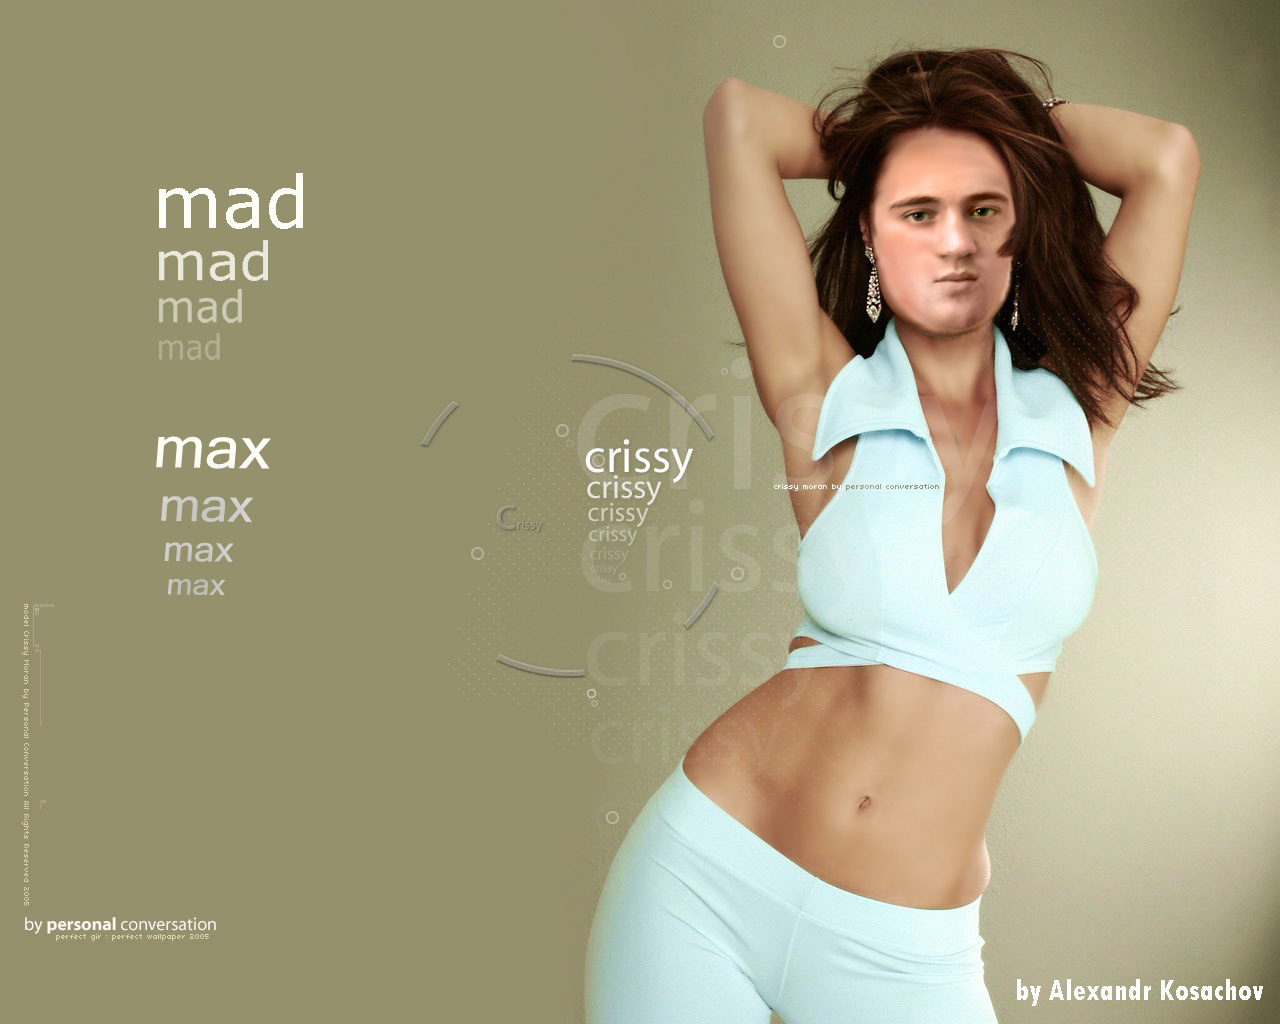 mad
mad
mad
mad
max
max
max
max
crissy
crissy
crissy
crissy
crissy
crissy
crissy
crissy
crissy
crissy
Crissy
crissy moran by personal conversation
model Crissy Moran by Personal Conversation All Rights Reserved 2005
by personal conversation
perfect girl : perfect wallpaper 2005
by Alexandr Kosachov